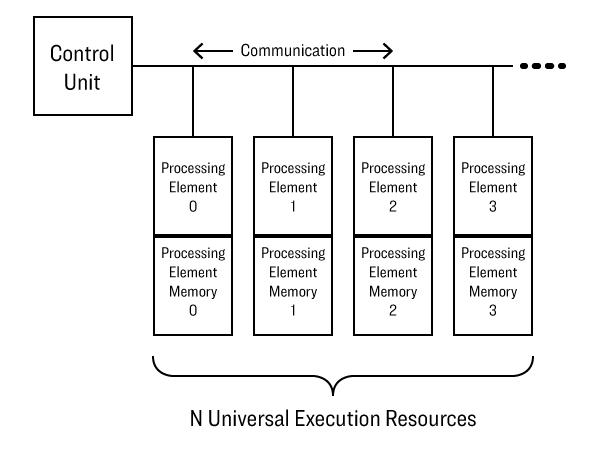 Control
Unit
Communication
Processing
Element
0
Processing
Element
1
Processing
Element
2
Processing
Element
3
Processing
Element
Memory
0
Processing
Element
Memory
1
Processing
Element
Memory
2
Processing
Element
Memory
3
N Universal Execution Resources